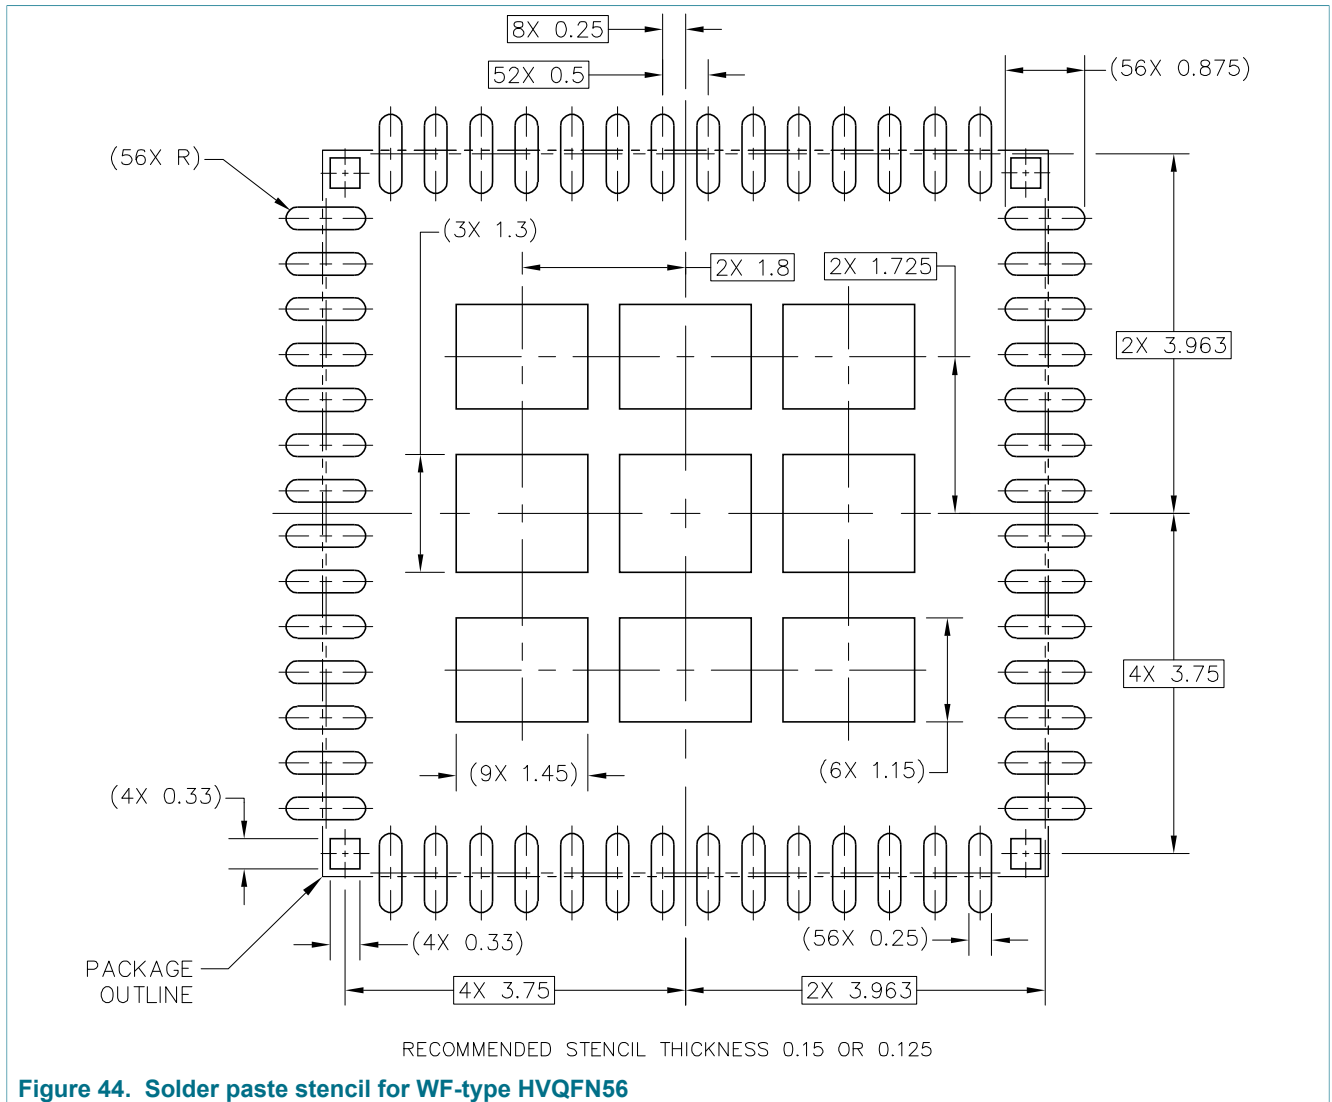 8X 0.25
52X 0.5
(56X 0.875)
(56X R)
(3X 1.3)
2X 1.8
2X 1.725
2X 3.963
4X 3.75
(9X 1.45)
(6X 1.15)
(4X 0.33)
(4X 0.33)
(56X 0.25)
PACKAGE
OUTLINE
4X 3.75
2X 3.963
RECOMMENDED STENCIL THICKNESS 0.15 OR 0.125
Figure 44. Solder paste stencil for WF-type HVQFN56